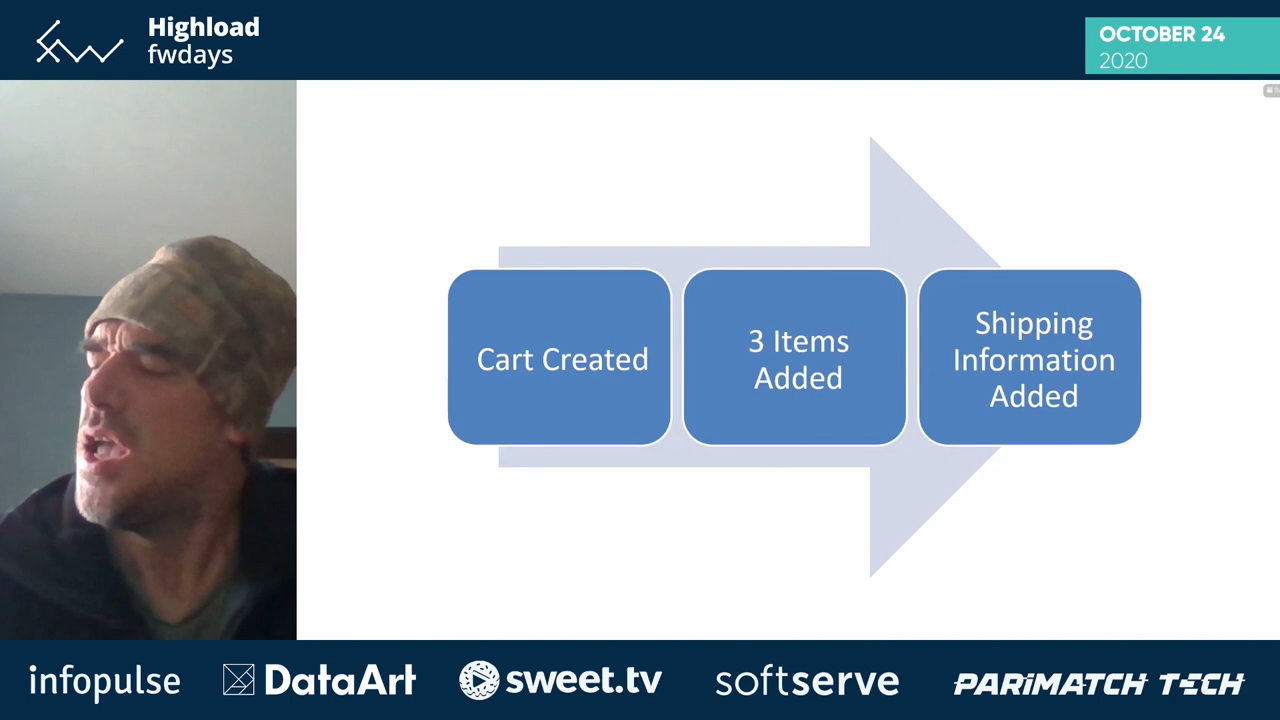 Highload
fwdays
OCTOBER 24
2020
Cart Created
3 Items
Added
Shipping
Information
Added
infopulse
DataArt
sweet.tv
softserve
PARIMATCH TECH